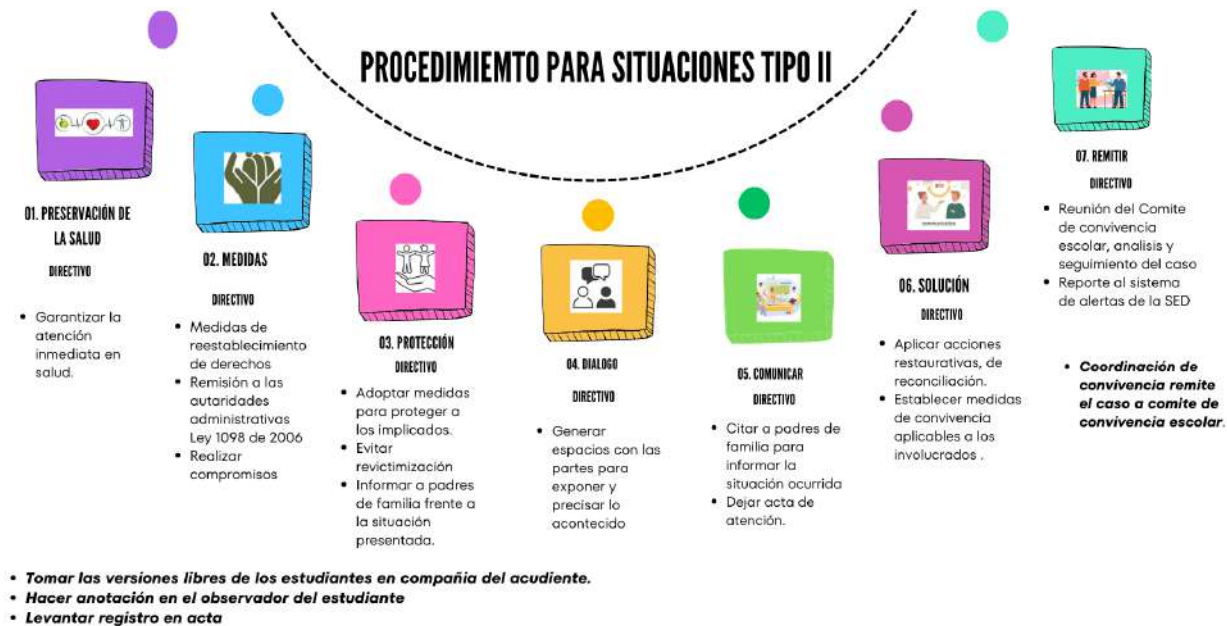 PROCEDIMIEMTO PARA SITUACIONES TIPO II
01. PRESERVACIÓN DE
LA SALUD
DIRECTIVO
• Garantizar la
atención
inmediata en
salud.
02. MEDIDAS
DIRECTIVO
• Medidas de
reestablecimiento
de derechos
• Remisión a las
autaridades
administrativas
Ley 1098 de 2006
• Realizar
compromisos
03. PROTECCIÓN
DIRECTIVO
• Adoptar medidas
para proteger a
los implicados.
• Evitar
revictimización
• Informar a padres
de familia frente a
la situación
presentada.
04. DIALOGO
DIRECTIVO
• Generar
espacios con las
partes para
exponer y
precisar lo
acontecido
05. COMUNICAR
DIRECTIVO
• Citar a padres de
familia para
informar la
situación ocurrida
• Dejar acta de
atención.
06. SOLUCIÓN
DIRECTIVO
• Aplicar acciones
restaurativas, de
reconciliación.
• Establecer medidas
de convivencia
aplicables a los
involucrados .
07. REMITIR
DIRECTIVO
• Reunión del Comite
de convivencia
escolar, analisis y
seguimiento del caso
• Reporte al sistema
de alertas de la SED
• Coordinación de
convivencia remite
el caso a comite de
convivencia escolar.
• Tomar las versiones libres de los estudiantes en compañia del acudiente.
• Hacer anotación en el observador del estudiante
• Levantar registro en acta